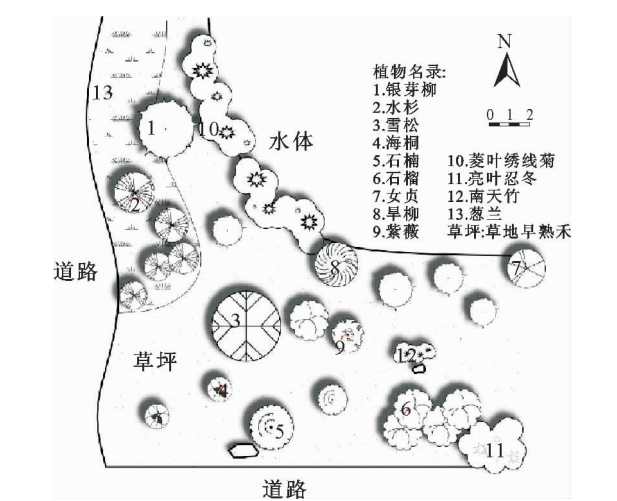 N
植物名录:
1.银芽柳
2.水杉
3.雪松
4.海桐
5.石楠 10.菱叶绣线菊
6.石榴 11.亮叶忍冬
7.女贞 12.南天竹
8.旱柳 13.葱兰
9.紫薇 草坪:草地早熟禾
0 1 2
13
1
10
水体
2
道路
8
7
3
9
12
草坪
4
6
5
11
道路